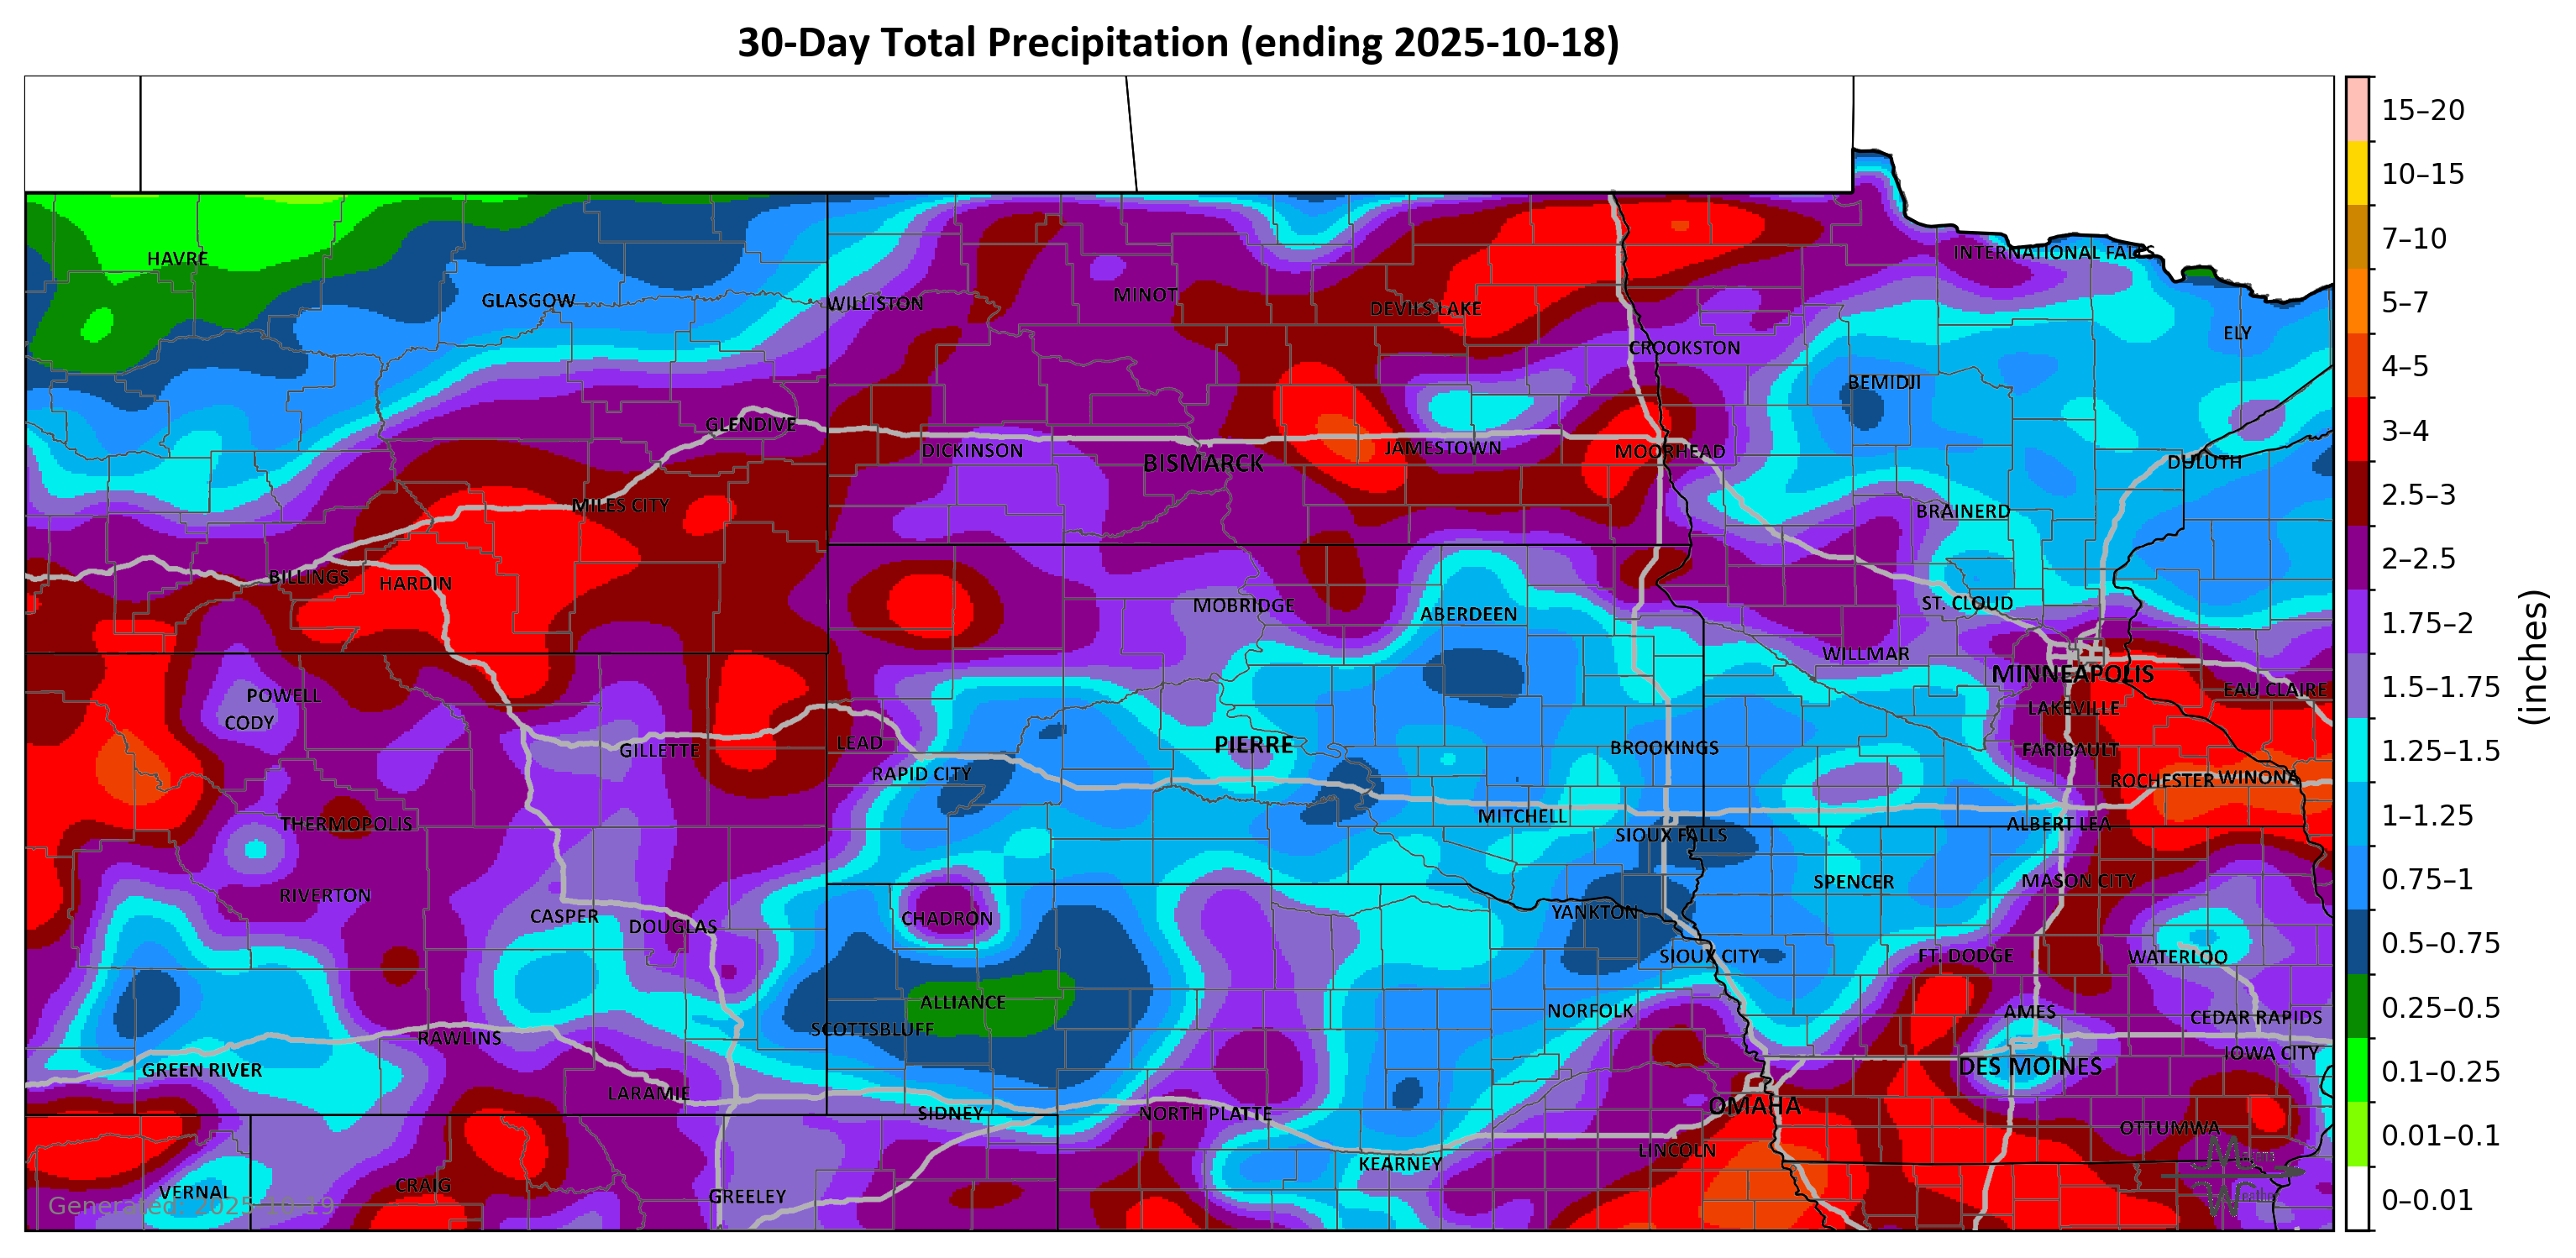 30-Day Total Precipitation (ending 2025-10-18)
15–20
10–15
7–10
5–7
4–5
3–4
2.5–3
2–2.5
1.75–2
1.5–1.75
1.25–1.5
1–1.25
0.75–1
0.5–0.75
0.25–0.5
0.1–0.25
0.01–0.1
0–0.01
(inches)
HAVRE
INTERNATIONAL FALLS
GLASGOW
WILLISTON
MINOT
DEVILS LAKE
ELY
CROOKSTON
BEMIDJI
GLENDIVE
DICKINSON
BISMARCK
JAMESTOWN
MOORHEAD
DULUTH
MILES CITY
BRAINERD
BILLINGS
HARDIN
MOBRIDGE
ABERDEEN
ST. CLOUD
WILLMAR
MINNEAPOLIS
POWELL
EAU CLAIRE
CODY
LAKEVILLE
GILLETTE
LEAD
PIERRE
BROOKINGS
FARIBAULT
RAPID CITY
ROCHESTER
WINONA
THERMOPOLIS
MITCHELL
SIOUX FALLS
ALBERT LEA
RIVERTON
SPENCER
MASON CITY
CASPER
DOUGLAS
CHADRON
YANKTON
SIOUX CITY
FT. DODGE
WATERLOO
ALLIANCE
NORFOLK
AMES
CEDAR RAPIDS
SCOTTSBLUFF
RAWLINS
IOWA CITY
GREEN RIVER
DES MOINES
LARAMIE
SIDNEY
NORTH PLATTE
OMAHA
OTTUMWA
LINCOLN
KEARNEY
VERNAL
CRAIG
GREELEY
Generated: 2025-10-19
Weather